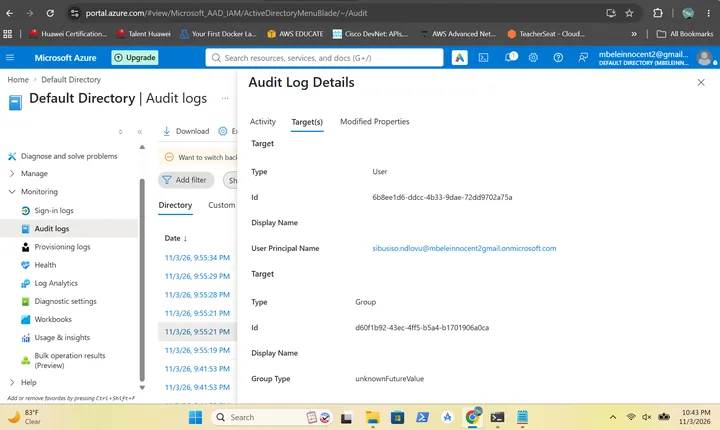 portal.azure.com/#view/Microsoft_AAD_IAM/ActiveDirectoryMenuBlade/~/Audit
Huawei Certification...
Talent Huawei
Your First Docker La...
AWS EDUCATE
Cisco DevNet: APIs,...
AWS Advanced Net...
TeacherSeat - Cloud...
All Bookmarks
Microsoft Azure
Upgrade
Search resources, services, and docs (G+/)
mbeleinnocent2@gmail....
DEFAULT DIRECTORY (MBELEINN...
Home > Default Directory
Default Directory | Audit logs ...
Diagnose and solve problems
Manage
Monitoring
Sign-in logs
Audit logs
Provisioning logs
Health
Log Analytics
Diagnostic settings
Workbooks
Usage & insights
Bulk operation results
(Preview)
Help
Add or remove favorites by pressing Ctrl+Shift+F
Download
Want to switch back
Add filter
Directory
Custom
Date ↓
11/3/26, 9:55:34 PM
11/3/26, 9:55:29 PM
11/3/26, 9:55:28 PM
11/3/26, 9:55:21 PM
11/3/26, 9:55:21 PM
11/3/26, 9:55:19 PM
11/3/26, 9:41:53 PM
11/3/26, 9:41:53 PM
Audit Log Details
Activity
Target(s)
Modified Properties
Target
Type User
Id 6b8ee1d6-ddcc-4b33-9dae-72dd9702a75a
Display Name
User Principal Name sibusiso.ndlovu@mbeleinnocent2gmail.onmicrosoft.com
Target
Type Group
Id d60f1b92-43ec-4ff5-b5a4-b1701906a0ca
Display Name
Group Type unknownFutureValue
83°F
Clear
Search
10:43 PM
11/3/2026